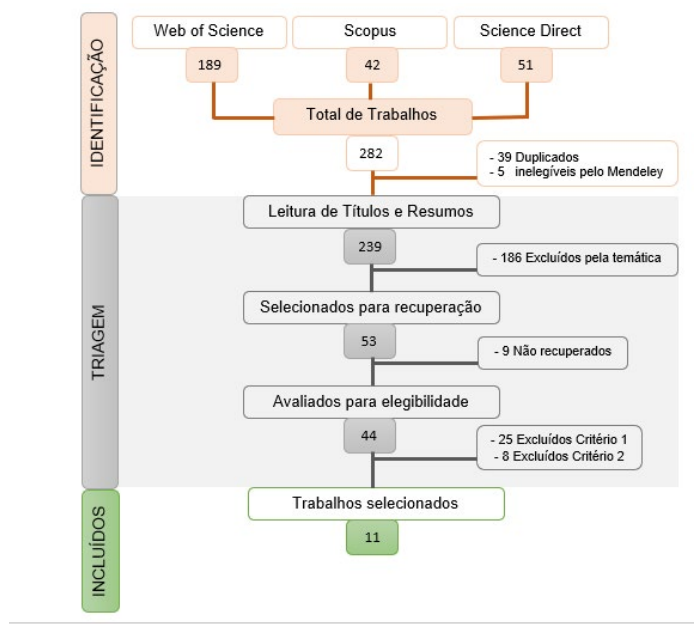 IDENTIFICAÇÃO
Web of Science
Scopus
Science Direct
189
42
51
Total de Trabalhos
282
- 39 Duplicados
- 5 inelegíveis pelo Mendeley
TRIAGEM
Leitura de Títulos e Resumos
239
- 186 Excluídos pela temática
Selecionados para recuperação
53
- 9 Não recuperados
Avaliados para elegibilidade
44
- 25 Excluídos Critério 1
- 8 Excluídos Critério 2
INCLUÍDOS
Trabalhos selecionados
11